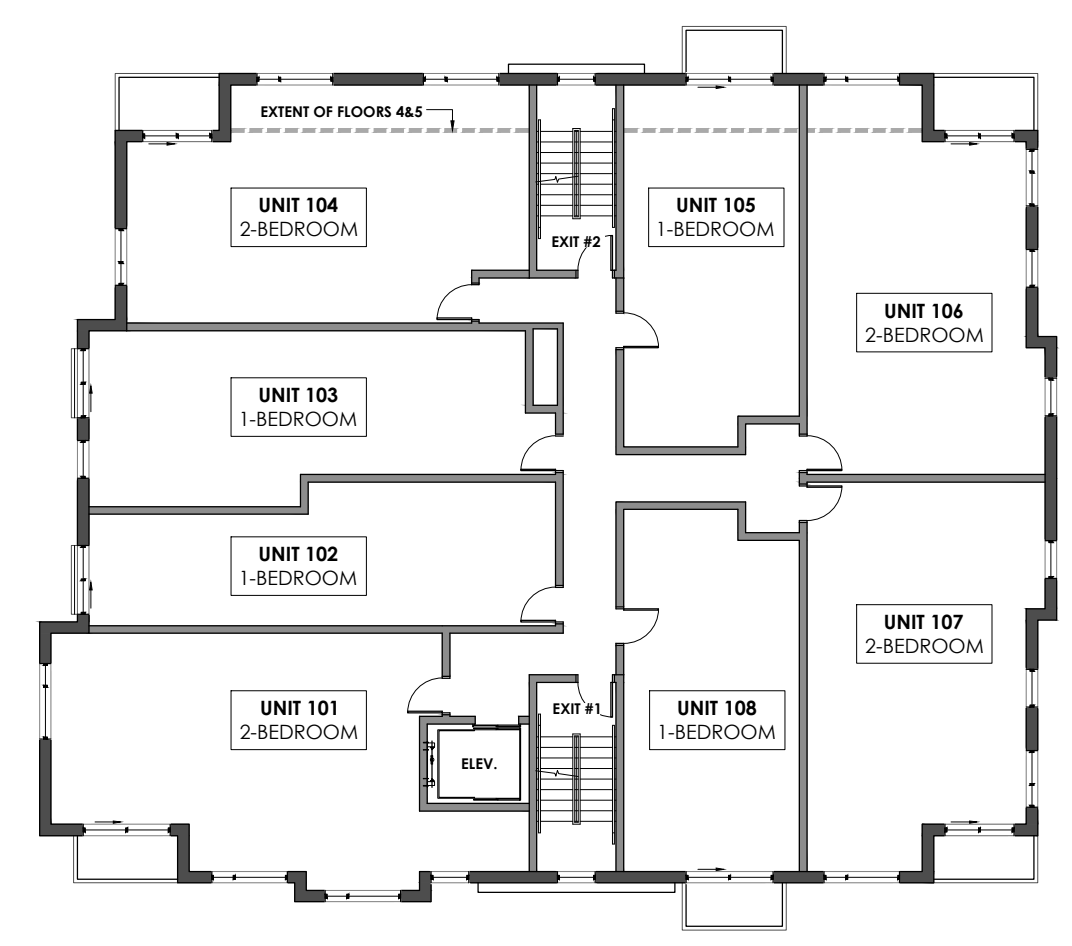 EXTENT OF FLOORS 4&5
UNIT 104
2-BEDROOM
UNIT 105
1-BEDROOM
EXIT #2
UNIT 106
2-BEDROOM
UNIT 103
1-BEDROOM
UNIT 102
1-BEDROOM
UNIT 107
2-BEDROOM
UNIT 101
2-BEDROOM
EXIT #1
UNIT 108
1-BEDROOM
ELEV.